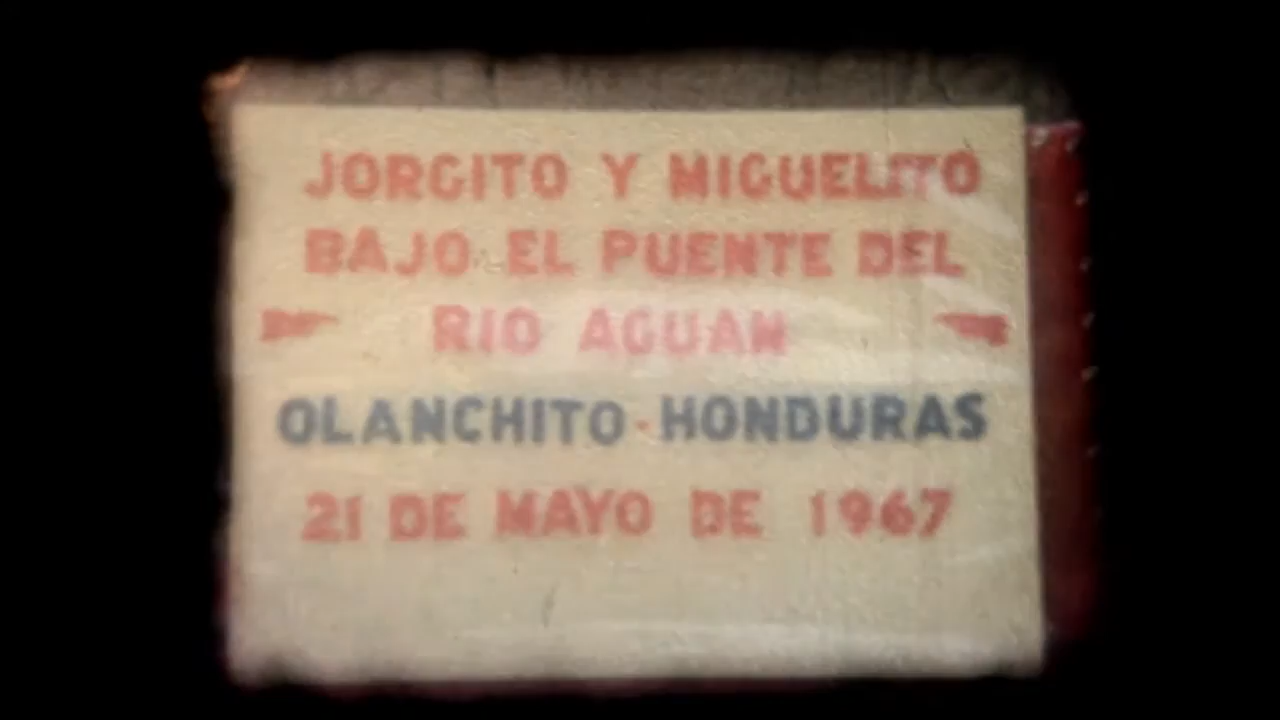 JORGITO Y MIGUELITO
BAJO EL PUENTE DEL
RIO AGUAN
OLANCHITO - HONDURAS
21 DE MAYO DE 1967